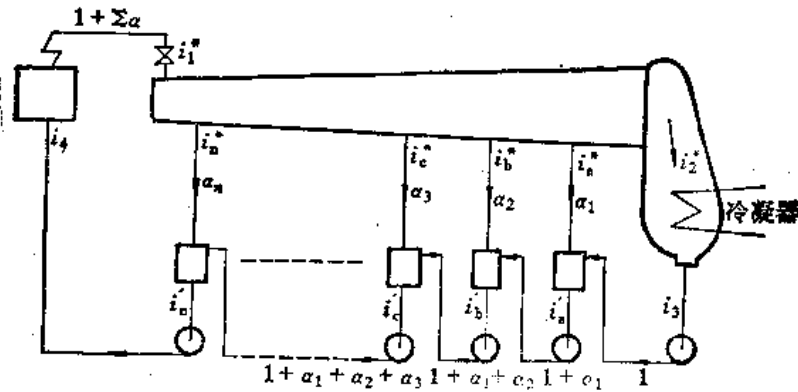 1 + Σα
i₁*
i₄
iₙ*
i꜀*
i_b*
iₐ*
i₂*
αₙ
α₃
α₂
α₁
冷凝器
iₙ′
i꜀′
i_b′
iₐ′
i₃
1 + α₁ + α₂ + α₃
1 + α₁ + α₂
1 + α₁
1